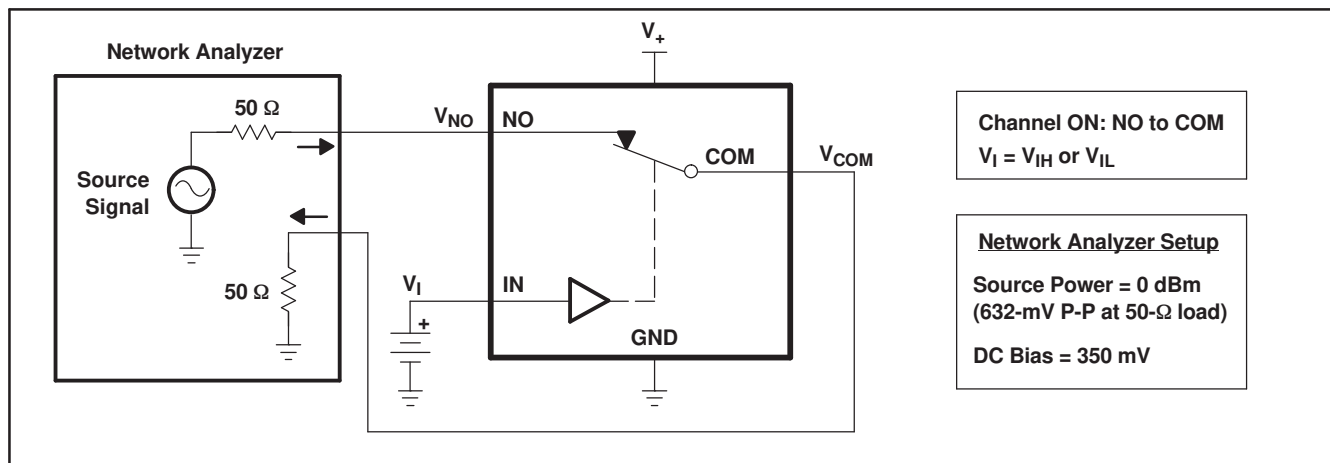 Network Analyzer
50 Ω
Source
Signal
50 Ω
V+
VNO
NO
COM
VCOM
VI
+
IN
GND
Channel ON: NO to COM
VI = VIH or VIL
Network Analyzer Setup
Source Power = 0 dBm
(632-mV P-P at 50-Ω load)
DC Bias = 350 mV